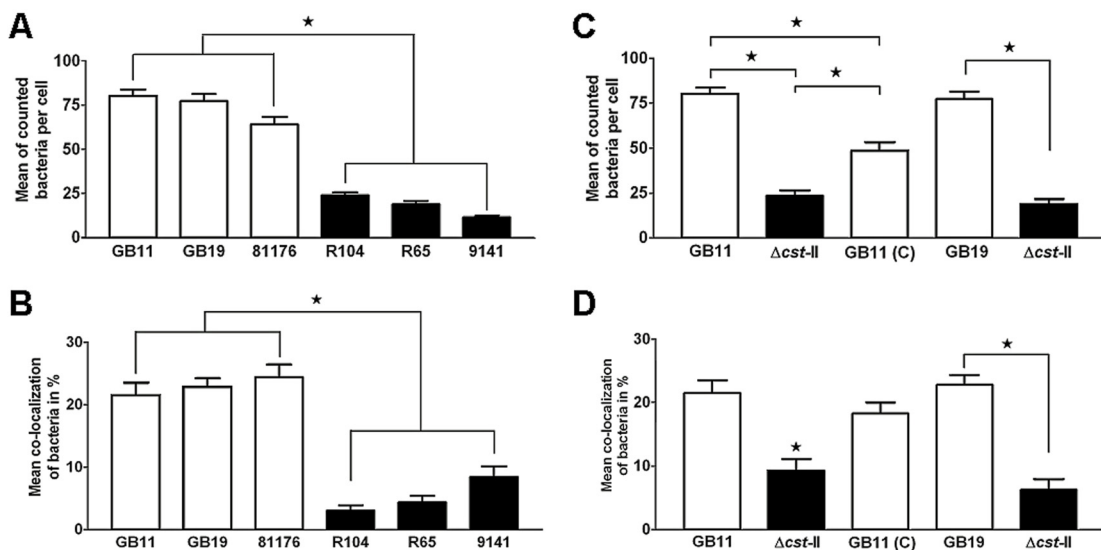 A
★
Mean of counted
bacteria per cell
100
75
50
25
0
GB11 GB19 81176 R104 R65 9141
B
★
Mean co-localization
of bacteria in %
30
20
10
0
GB11 GB19 81176 R104 R65 9141
C
★
★ ★
★
Mean of counted
bacteria per cell
100
75
50
25
0
GB11 Δcst-II GB11 (C) GB19 Δcst-II
D
★
★
Mean co-localization
of bacteria in %
30
20
10
0
GB11 Δcst-II GB11 (C) GB19 Δcst-II